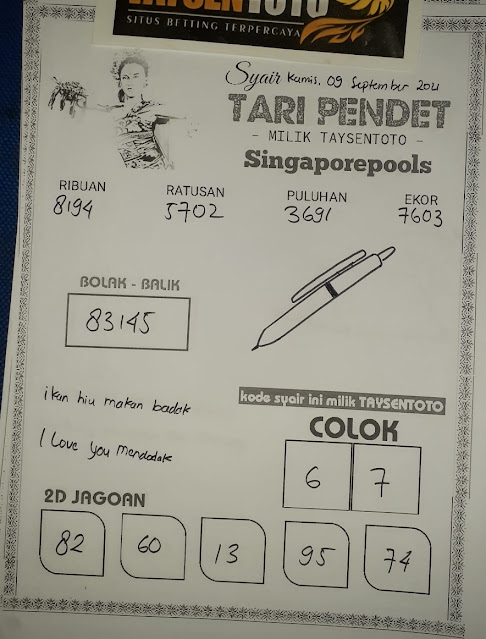 TAYSENTOTO
SITUS BETTING TERPERCAYA
Syair Kamis, 09 September 2021
TARI PENDET
- MILIK TAYSENTOTO -
Singaporepools
RIBUAN RATUSAN PULUHAN EKOR
8194 5702 3691 7603
BOLAK - BALIK
83145
ikan hiu makan badak
I Love you Mendadak
kode syair ini milik TAYSENTOTO
COLOK
6 7
2D JAGOAN
82 60 13 95 74